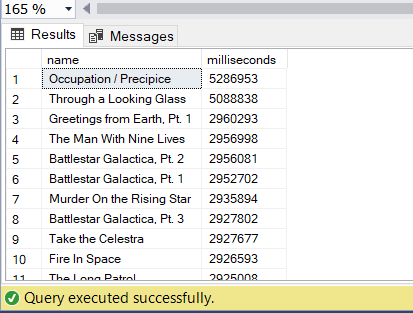 165 %
Results Messages
name milliseconds
1 Occupation / Precipice 5286953
2 Through a Looking Glass 5088838
3 Greetings from Earth, Pt. 1 2960293
4 The Man With Nine Lives 2956998
5 Battlestar Galactica, Pt. 2 2956081
6 Battlestar Galactica, Pt. 1 2952702
7 Murder On the Rising Star 2935894
8 Battlestar Galactica, Pt. 3 2927802
9 Take the Celestra 2927677
10 Fire In Space 2926593
11 The Long Patrol 2925008
Query executed successfully.